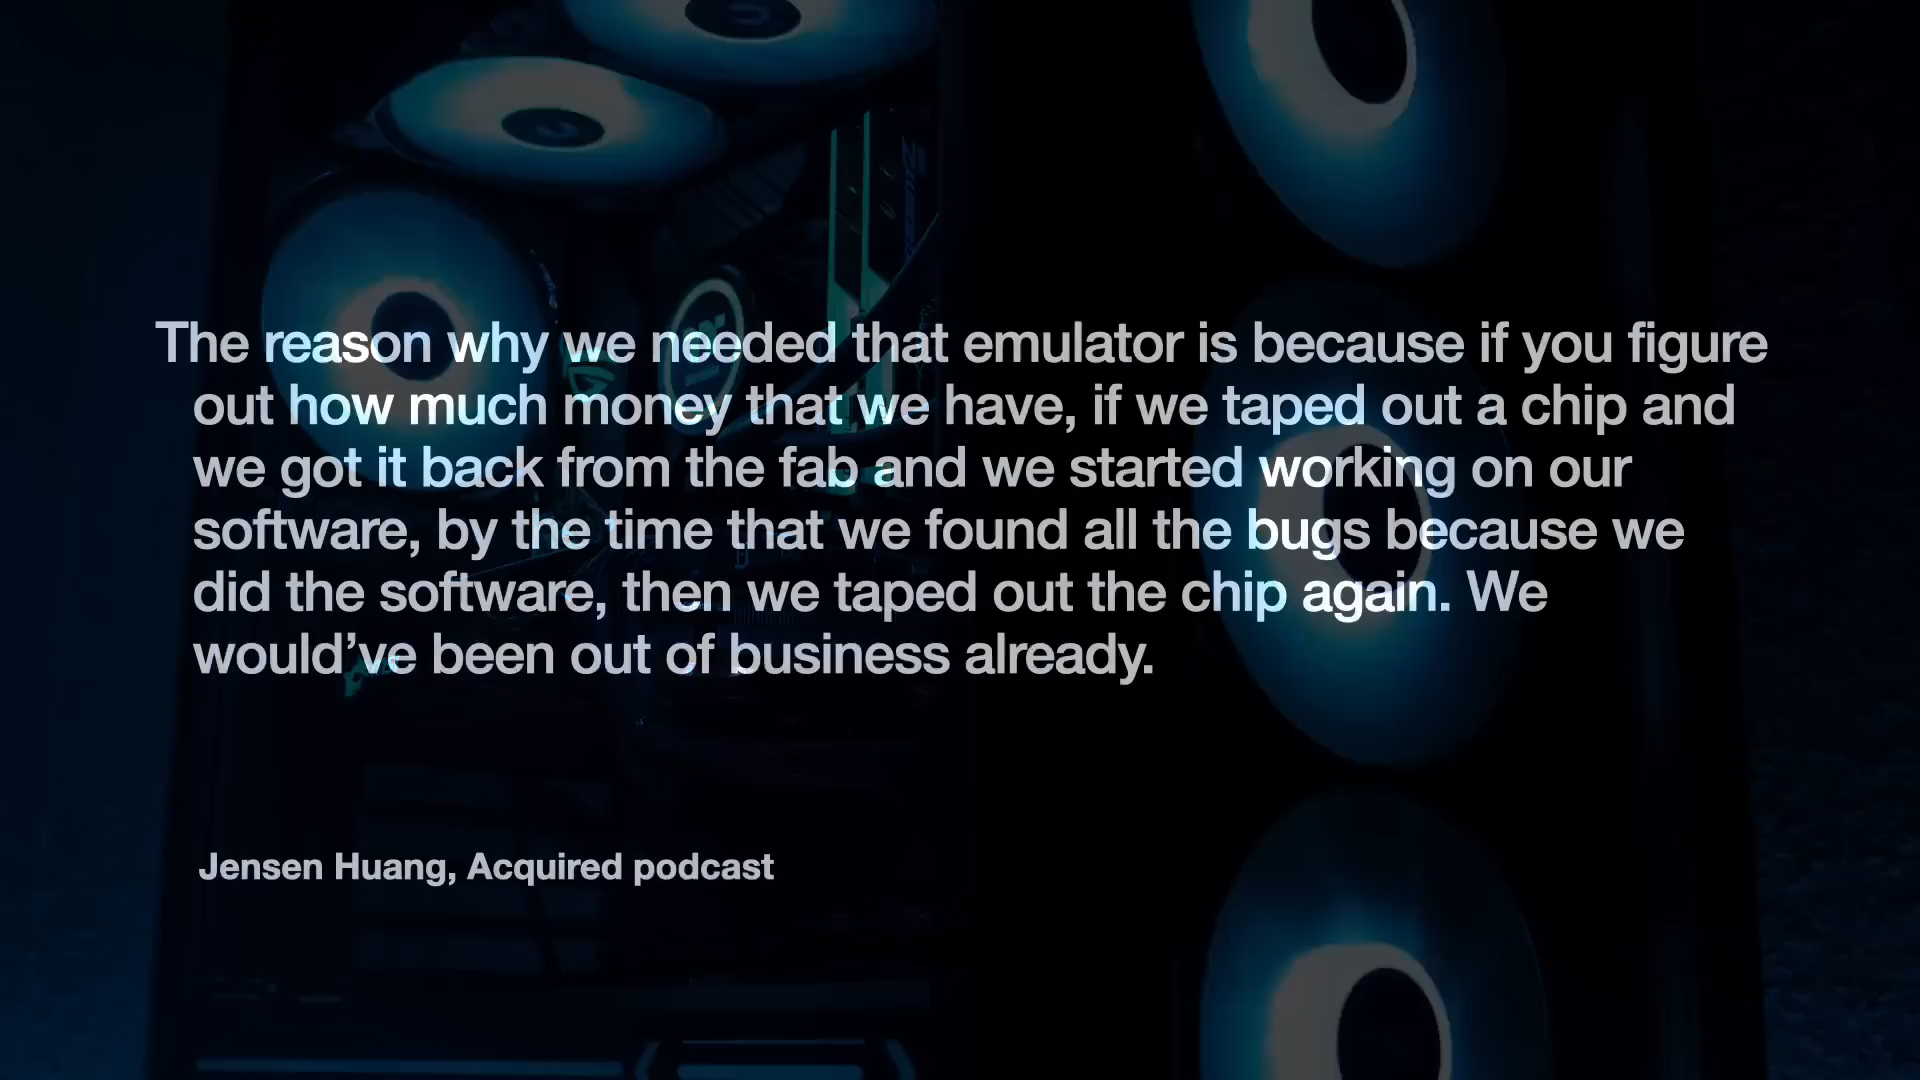 The reason why we needed that emulator is because if you figure
out how much money that we have, if we taped out a chip and
we got it back from the fab and we started working on our
software, by the time that we found all the bugs because we
did the software, then we taped out the chip again. We
would’ve been out of business already.
Jensen Huang, Acquired podcast